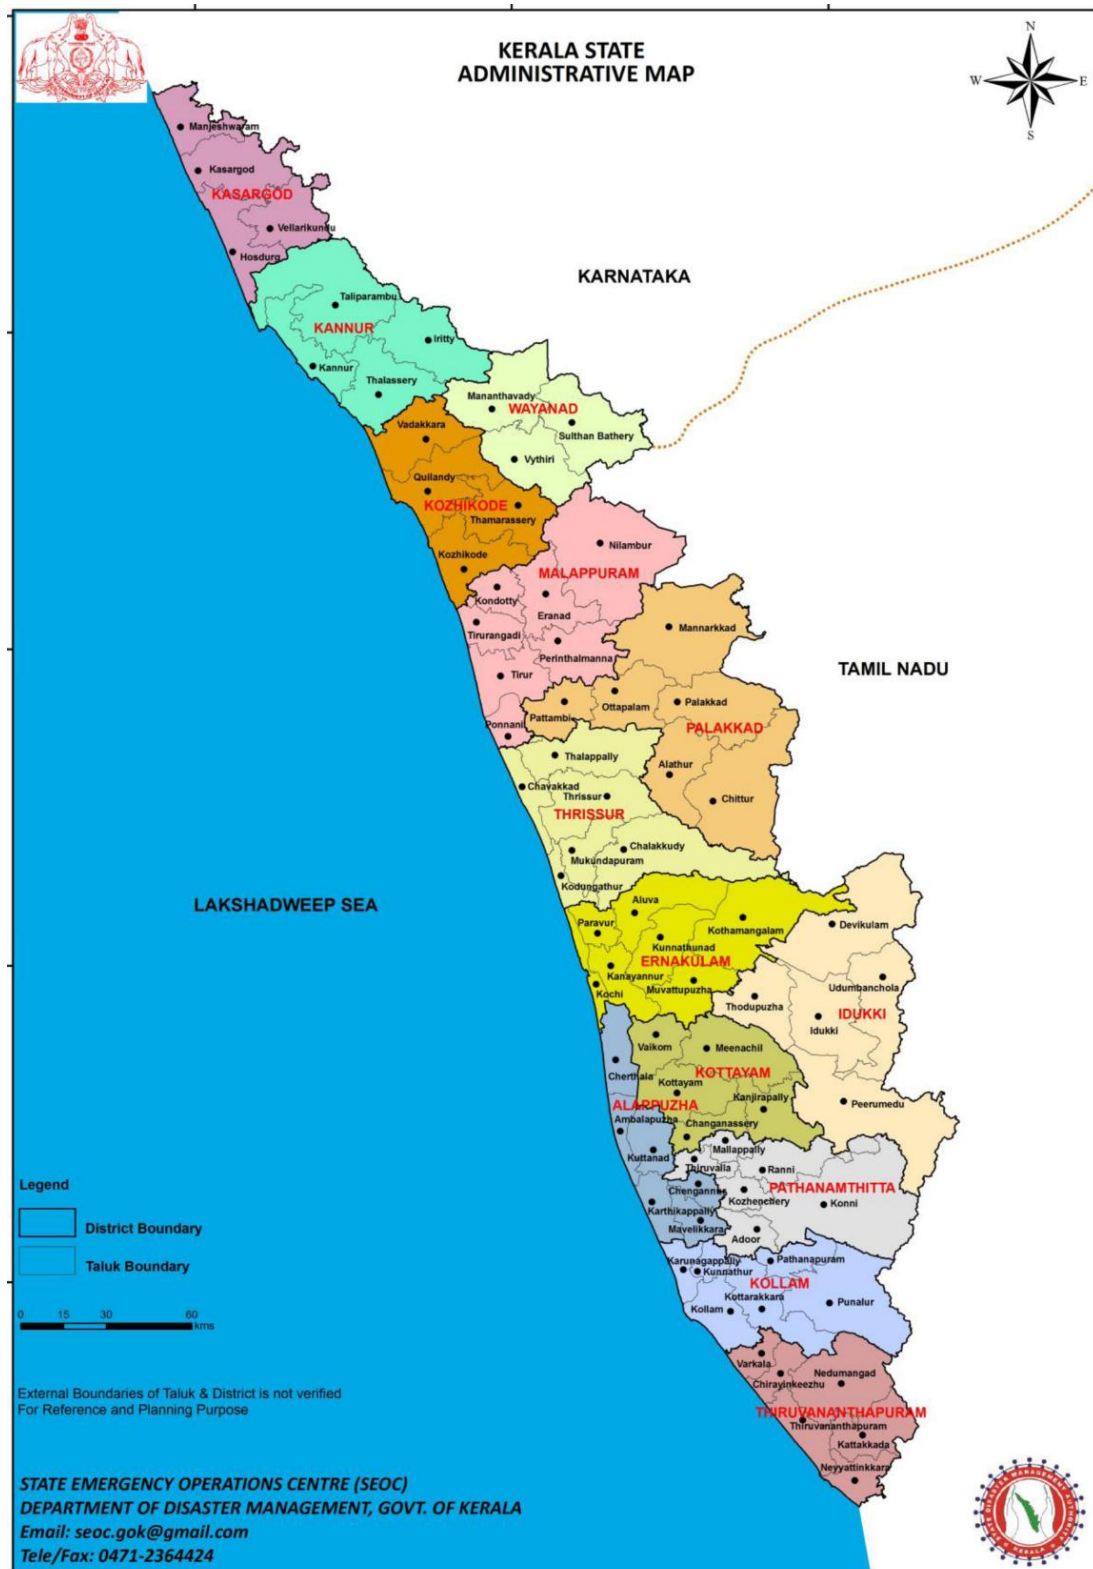 KERALA STATE
ADMINISTRATIVE MAP
N
W
E
S
Manjeshwaram
Kasargod
KASARGOD
Vellarikundu
Hosdurg
KARNATAKA
Taliparambu
KANNUR
Iritty
Kannur
Thalassery
Mananthavady
WAYANAD
Sulthan Bathery
Vadakkara
Vythiri
Quilandy
KOZHIKODE
Thamarassery
Kozhikode
Nilambur
MALAPPURAM
Kondotty
Eranad
Tirurangadi
Mannarkkad
Perinthalmanna
TAMIL NADU
Tirur
Ottapalam
Palakkad
Pattambi
Ponnani
PALAKKAD
Thalappally
Alathur
Chavakkad
Thrissur
Chittur
THRISSUR
Chalakkudy
Mukundapuram
Kodungathur
LAKSHADWEEP SEA
Aluva
Paravur
Kothamangalam
Devikulam
Kunnathunad
ERNAKULAM
Kanayannur
Kochi
Muvattupuzha
Udumbanchola
Thodupuzha
Idukki
IDUKKI
Vaikom
Meenachil
Cherthala
KOTTAYAM
Kottayam
Kanjirapally
Peerumedu
ALAPPUZHA
Ambalapuzha
Changanassery
Kuttanad
Mallappally
Thiruvalla
Ranni
Chengannur
PATHANAMTHITTA
Kozhenchery
Konni
Karthikappally
Mavelikkara
Adoor
Karunagappally
Kunnathur
Pathanapuram
KOLLAM
Kottarakkara
Kollam
Punalur
Varkala
Chirayinkeezhu
Nedumangad
THIRUVANANTHAPURAM
Thiruvananthapuram
Kattakkada
Neyyattinkkara
Legend
District Boundary
Taluk Boundary
0 15 30 60
kms
External Boundaries of Taluk & District is not verified
For Reference and Planning Purpose
STATE EMERGENCY OPERATIONS CENTRE (SEOC)
DEPARTMENT OF DISASTER MANAGEMENT, GOVT. OF KERALA
Email: seoc.gok@gmail.com
Tele/Fax: 0471-2364424
STATE DISASTER MANAGEMENT AUTHORITY
KERALA